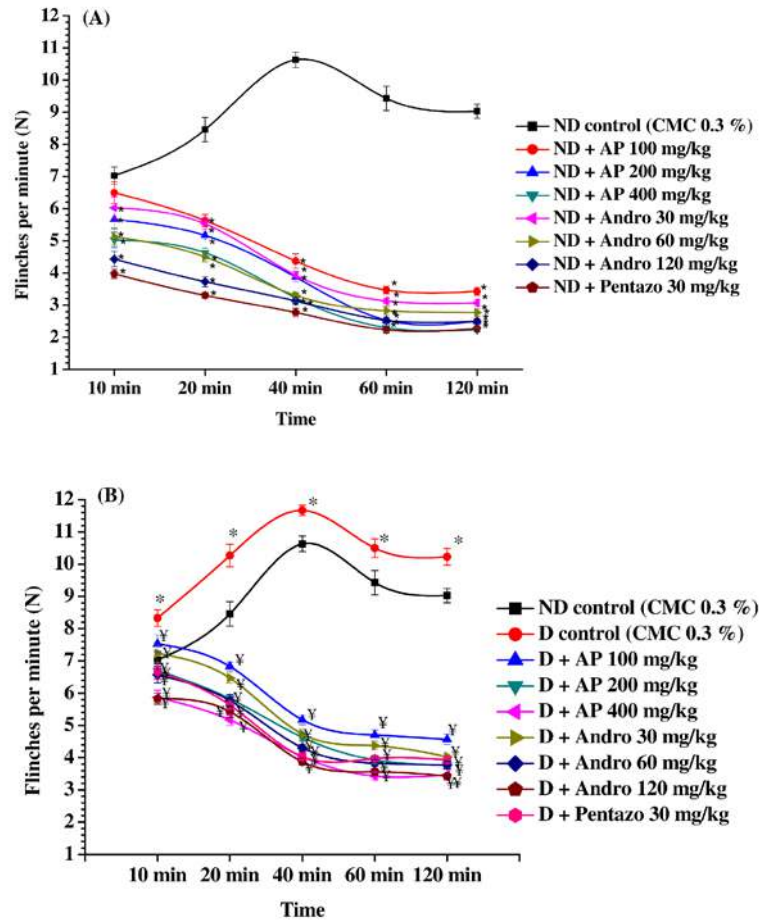 (A)
12
11
10
9
8
7
6
5
4
3
2
1
Flinches per minute (N)
10 min 20 min 40 min 60 min 120 min
Time
ND control (CMC 0.3 %)
ND + AP 100 mg/kg
ND + AP 200 mg/kg
ND + AP 400 mg/kg
ND + Andro 30 mg/kg
ND + Andro 60 mg/kg
ND + Andro 120 mg/kg
ND + Pentazo 30 mg/kg
(B)
12
11
10
9
8
7
6
5
4
3
2
1
Flinches per minute (N)
10 min 20 min 40 min 60 min 120 min
Time
ND control (CMC 0.3 %)
D control (CMC 0.3 %)
D + AP 100 mg/kg
D + AP 200 mg/kg
D + AP 400 mg/kg
D + Andro 30 mg/kg
D + Andro 60 mg/kg
D + Andro 120 mg/kg
D + Pentazo 30 mg/kg